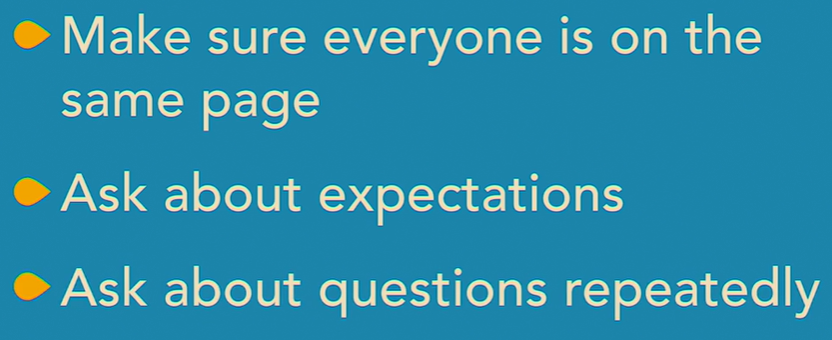 Make sure everyone is on the
same page
Ask about expectations
Ask about questions repeatedly